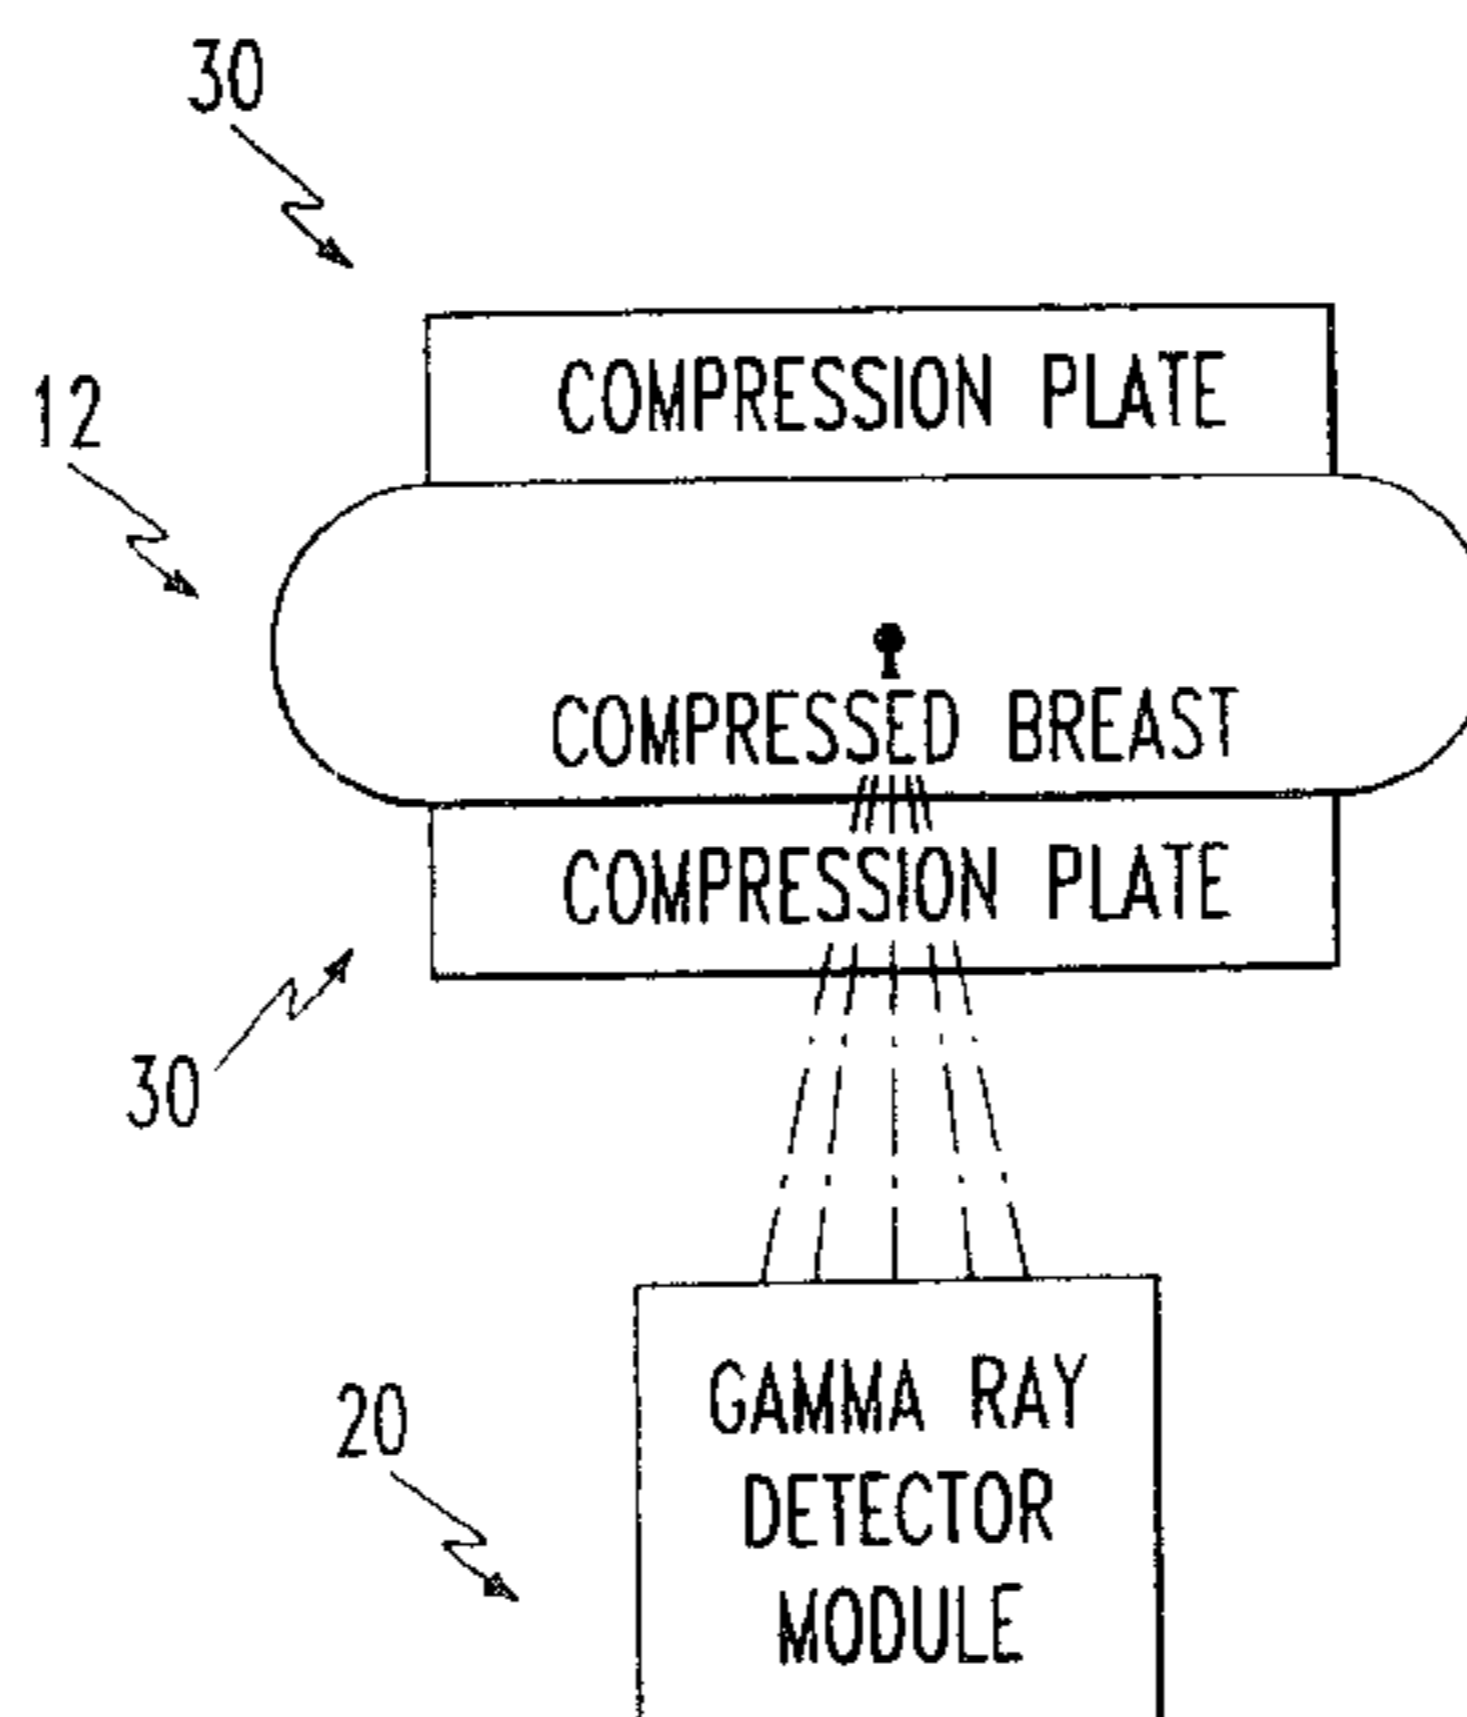 30
COMPRESSION PLATE
12
COMPRESSED BREAST
COMPRESSION PLATE
30
GAMMA RAY
20
DETECTOR
MODULE